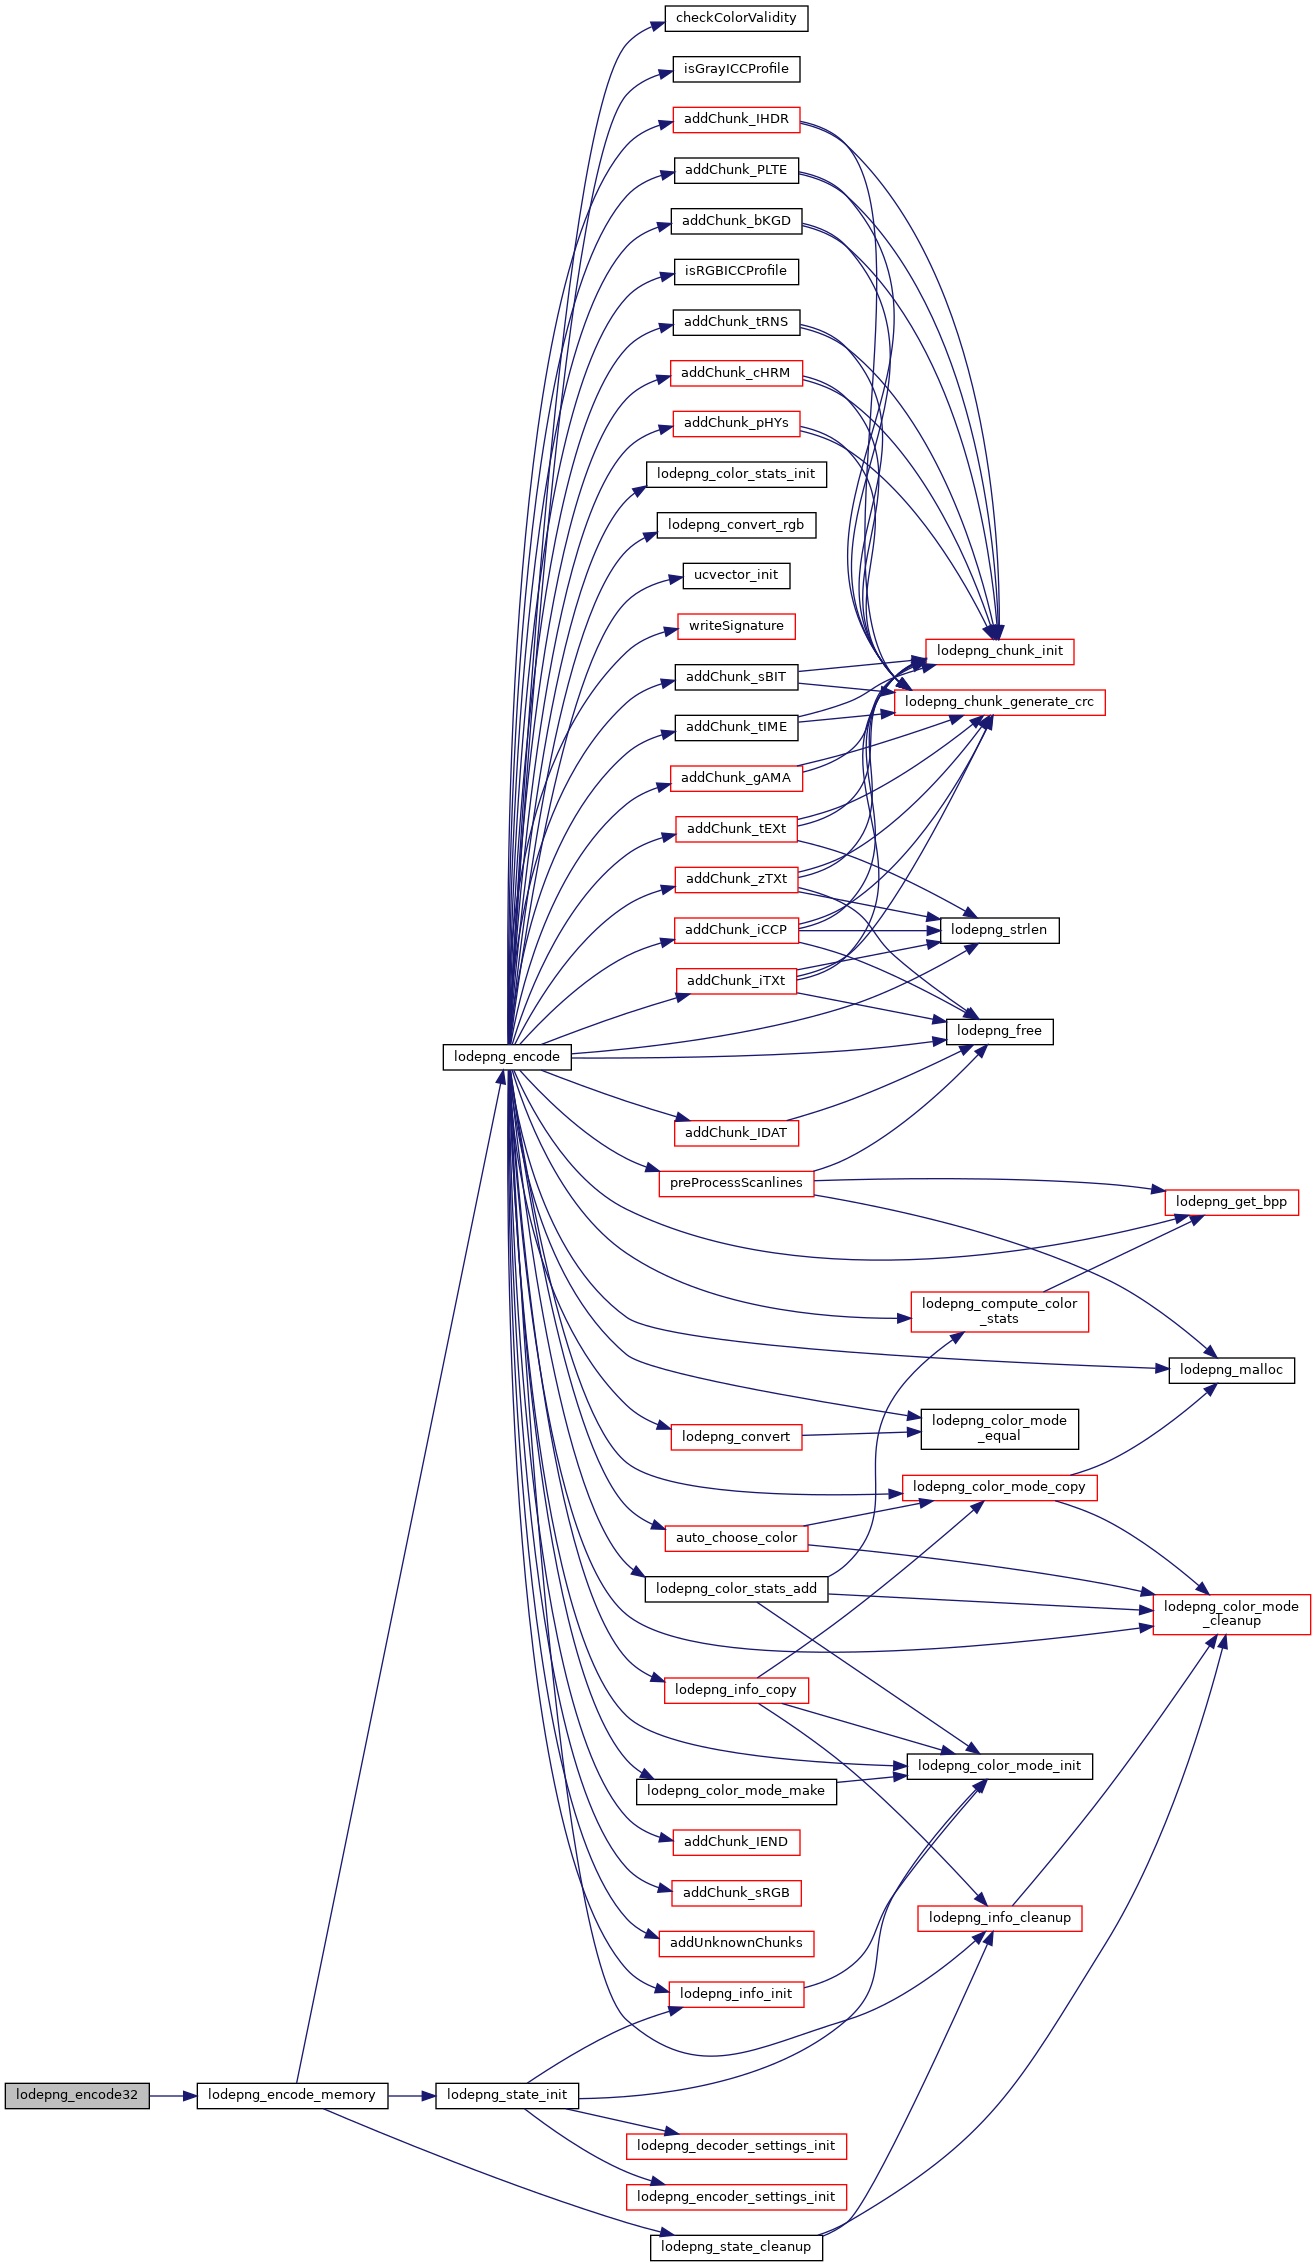 checkColorValidity
isGrayICCProfile
addChunk_IHDR
addChunk_PLTE
addChunk_bKGD
isRGBICCProfile
addChunk_tRNS
addChunk_cHRM
addChunk_pHYs
lodepng_color_stats_init
lodepng_convert_rgb
ucvector_init
writeSignature
lodepng_chunk_init
addChunk_sBIT
lodepng_chunk_generate_crc
addChunk_tIME
addChunk_gAMA
addChunk_tEXt
addChunk_zTXt
addChunk_iCCP
lodepng_strlen
addChunk_iTXt
lodepng_free
lodepng_encode
addChunk_IDAT
preProcessScanlines
lodepng_get_bpp
lodepng_compute_color
_stats
lodepng_malloc
lodepng_color_mode
_equal
lodepng_convert
lodepng_color_mode_copy
auto_choose_color
lodepng_color_stats_add
lodepng_color_mode
_cleanup
lodepng_info_copy
lodepng_color_mode_init
lodepng_color_mode_make
addChunk_IEND
addChunk_sRGB
lodepng_info_cleanup
addUnknownChunks
lodepng_info_init
lodepng_encode32
lodepng_encode_memory
lodepng_state_init
lodepng_decoder_settings_init
lodepng_encoder_settings_init
lodepng_state_cleanup